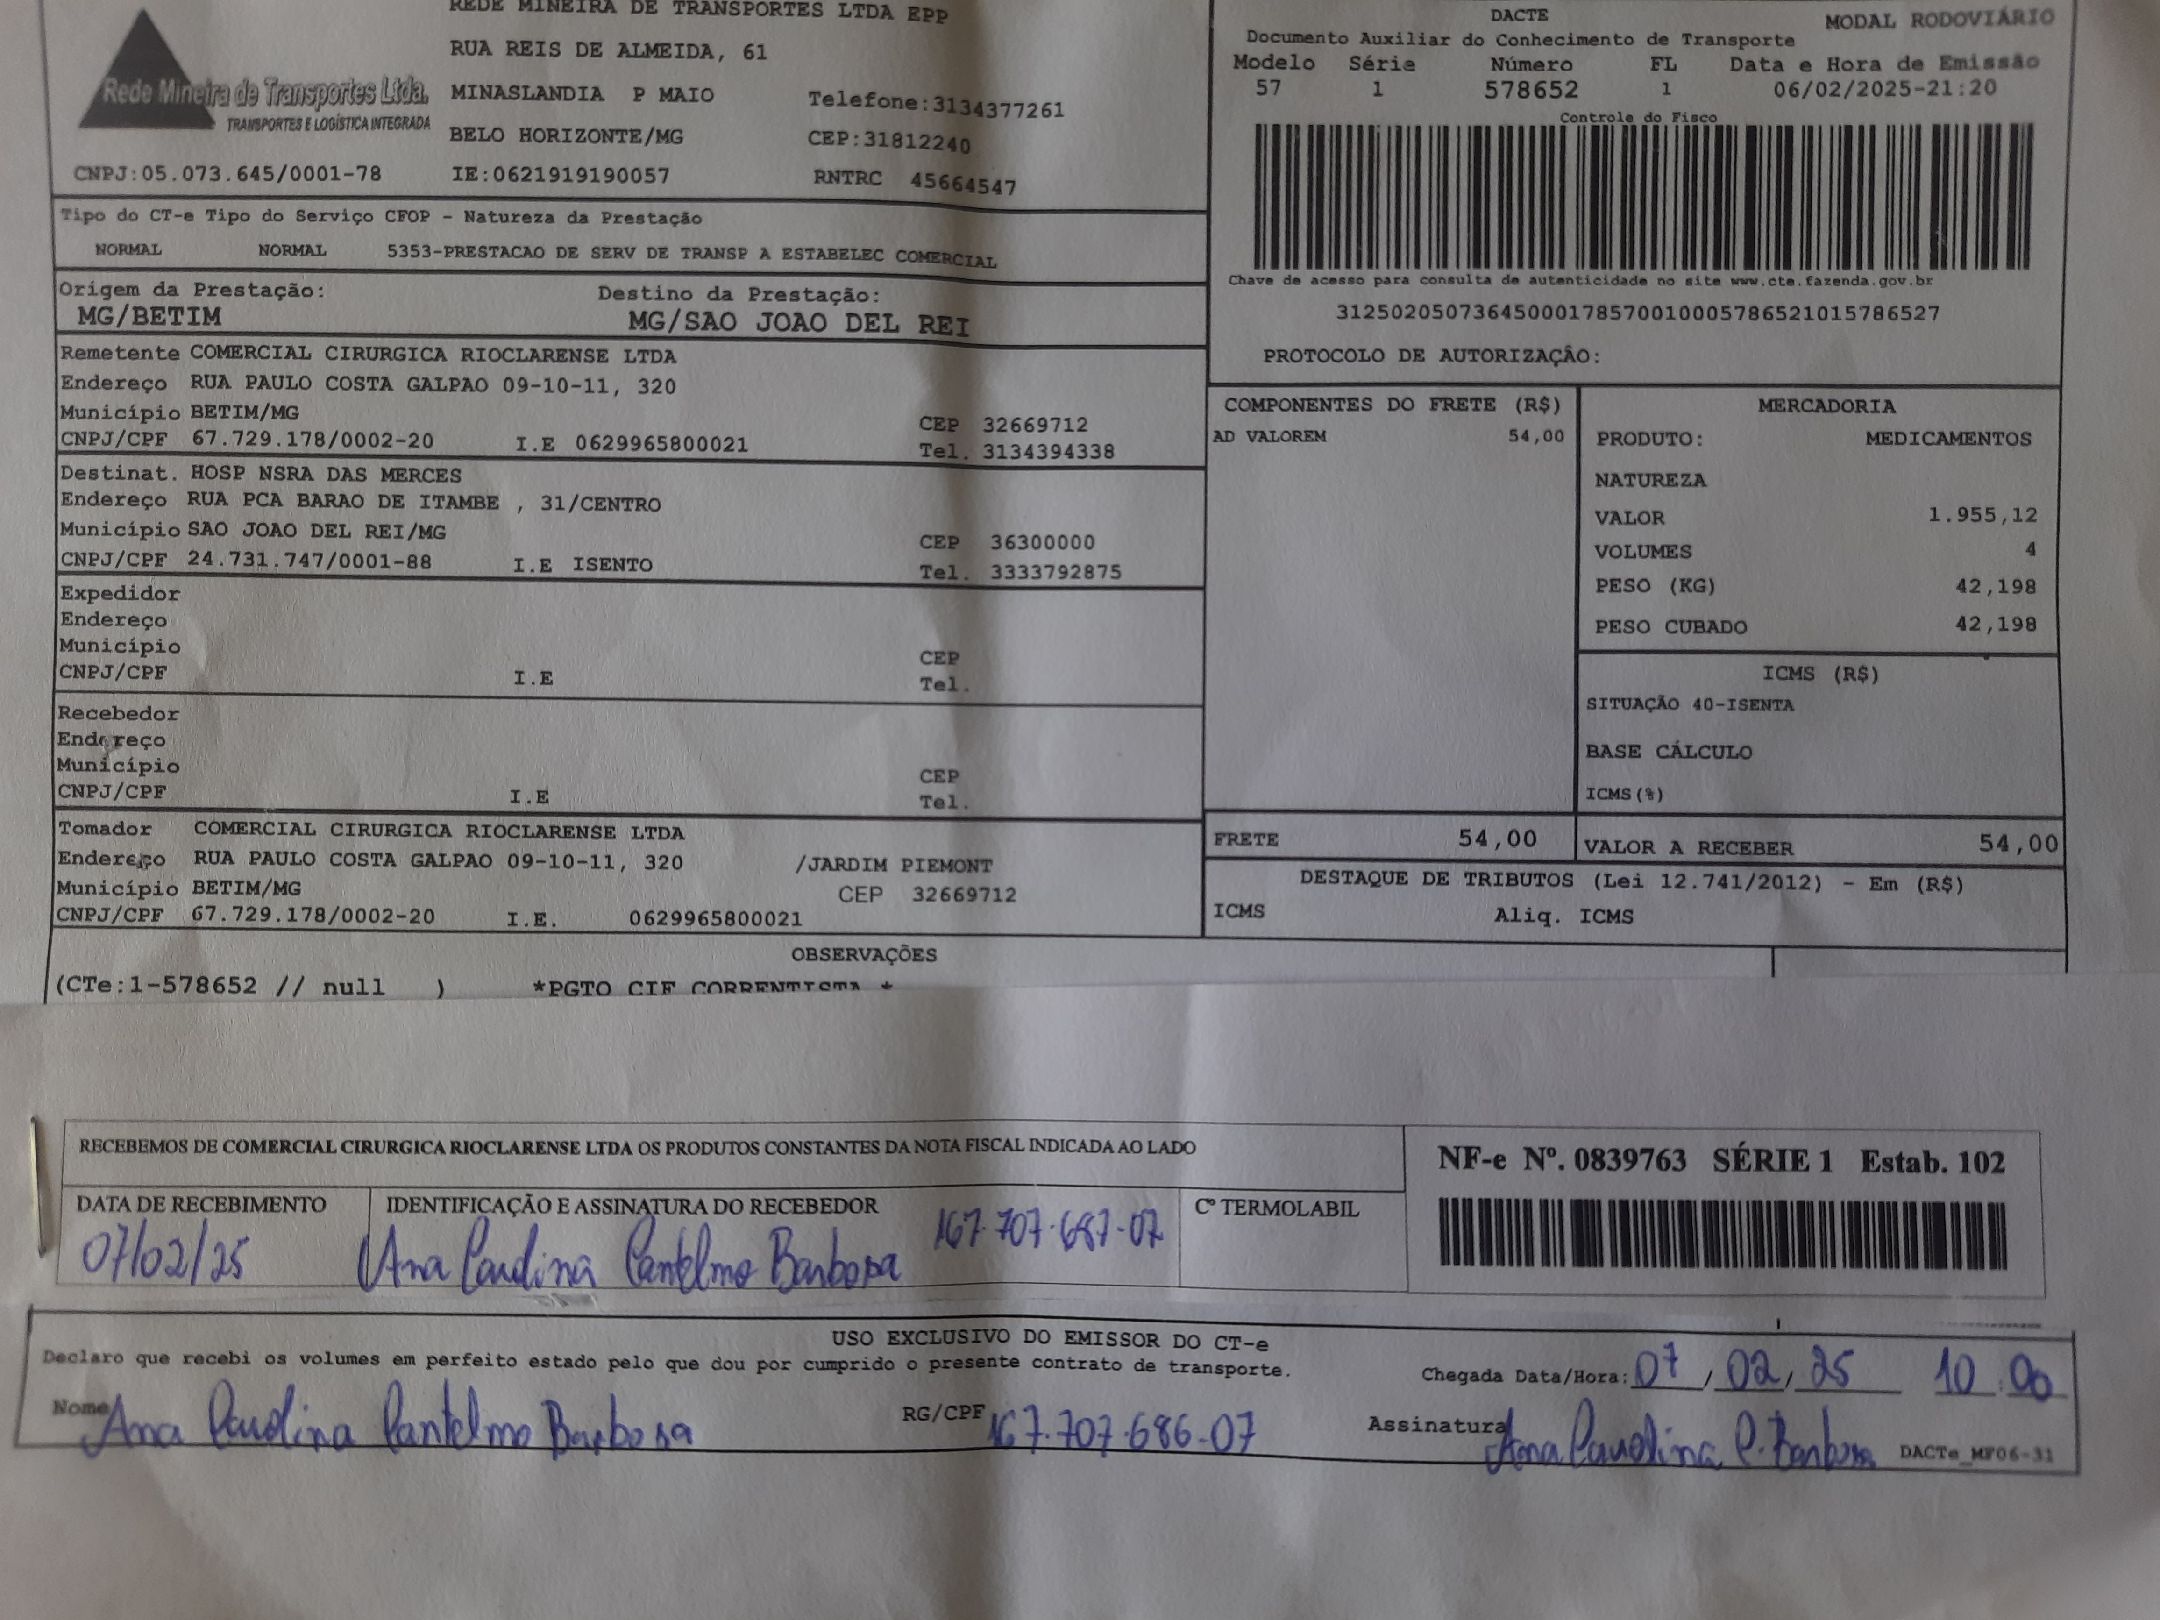 REDE MINEIRA DE TRANSPORTES LTDA EPP
RUA REIS DE ALMEIDA, 61
MINASLANDIA P MAIO Telefone:3134377261
BELO HORIZONTE/MG CEP:31812240
Rede Mineira de Transportes Ltda.
TRANSPORTES E LOGÍSTICA INTEGRADA
CNPJ:05.073.645/0001-78 IE:0621919190057 RNTRC 45664547
DACTE MODAL RODOVIÁRIO
Documento Auxiliar do Conhecimento de Transporte
Modelo Série Número FL Data e Hora de Emissão
57 1 578652 1 06/02/2025-21:20
Controle do Fisco
Chave de acesso para consulta de autenticidade no site www.cte.fazenda.gov.br
31250205073645000178570010005786521015786527
PROTOCOLO DE AUTORIZAÇÂO:
Tipo do CT-e Tipo do Serviço CFOP - Natureza da Prestação
NORMAL NORMAL 5353-PRESTACAO DE SERV DE TRANSP A ESTABELEC COMERCIAL
Origem da Prestação: Destino da Prestação:
MG/BETIM MG/SAO JOAO DEL REI
Remetente COMERCIAL CIRURGICA RIOCLARENSE LTDA
Endereço RUA PAULO COSTA GALPAO 09-10-11, 320
Município BETIM/MG CEP 32669712
CNPJ/CPF 67.729.178/0002-20 I.E 0629965800021 Tel. 3134394338
Destinat. HOSP NSRA DAS MERCES
Endereço RUA PCA BARAO DE ITAMBE , 31/CENTRO
Município SAO JOAO DEL REI/MG CEP 36300000
CNPJ/CPF 24.731.747/0001-88 I.E ISENTO Tel. 3333792875
Expedidor
Endereço
Município CEP
CNPJ/CPF I.E Tel.
Recebedor
Endereço
Município CEP
CNPJ/CPF I.E Tel.
Tomador COMERCIAL CIRURGICA RIOCLARENSE LTDA
Endereço RUA PAULO COSTA GALPAO 09-10-11, 320 /JARDIM PIEMONT
Município BETIM/MG CEP 32669712
CNPJ/CPF 67.729.178/0002-20 I.E. 0629965800021
COMPONENTES DO FRETE (R$)
AD VALOREM 54,00
MERCADORIA
PRODUTO: MEDICAMENTOS
NATUREZA
VALOR 1.955,12
VOLUMES 4
PESO (KG) 42,198
PESO CUBADO 42,198
ICMS (R$)
SITUAÇÃO 40-ISENTA
BASE CÁLCULO
ICMS(%)
FRETE 54,00 VALOR A RECEBER 54,00
DESTAQUE DE TRIBUTOS (Lei 12.741/2012) - Em (R$)
ICMS Aliq. ICMS
OBSERVAÇÕES
(CTe:1-578652 // null ) *PGTO CIF CORRENTISTA *
RECEBEMOS DE COMERCIAL CIRURGICA RIOCLARENSE LTDA OS PRODUTOS CONSTANTES DA NOTA FISCAL INDICADA AO LADO
NF-e Nº. 0839763 SÉRIE 1 Estab. 102
DATA DE RECEBIMENTO IDENTIFICAÇÃO E ASSINATURA DO RECEBEDOR Cº TERMOLABIL
07/02/25 Ana Carolina Cantelmo Barbosa 167.707.687-07
USO EXCLUSIVO DO EMISSOR DO CT-e
Declaro que recebi os volumes em perfeito estado pelo que dou por cumprido o presente contrato de transporte.
Chegada Data/Hora: 07/02/25 10:00
Nome Ana Carolina Cantelmo Barbosa RG/CPF 167.707.686-07 Assinatura Ana Carolina C. Barbosa DACTe_MF06-31